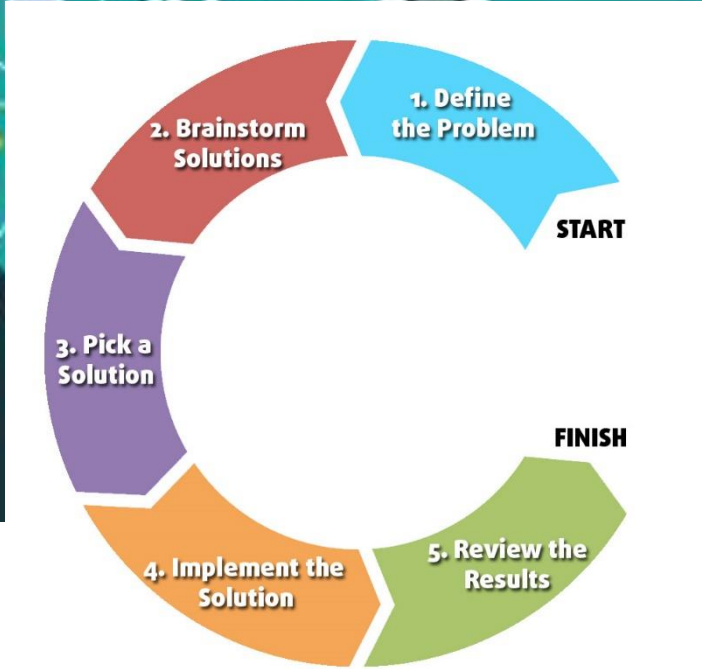 1. Define
the Problem
2. Brainstorm
Solutions
START
3. Pick a
Solution
FINISH
4. Implement the
Solution
5. Review the
Results